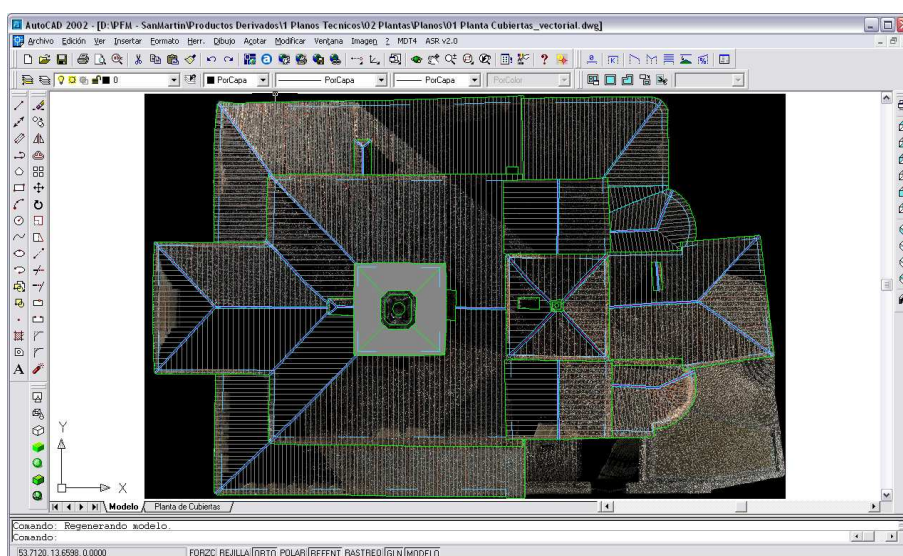 AutoCAD 2002 - [D:\PFM - SanMartin\Productos Derivados\1 Planos Tecnicos\02 Plantas\Planos\01 Planta Cubiertas_vectorial.dwg]
Archivo Edición Ver Insertar Formato Herr. Dibujo Acotar Modificar Ventana Imagen ? MDT4 ASR v2.0
0 PorCapa PorCapa PorCapa PorColor
A
Y
X
Modelo Planta de Cubiertas
Comando: Regenerando modelo.
Comando:
53.7120, 13.6598, 0.0000 FORZC REJILLA ORTO POLAR REFENT RASTREO GLN MODELO